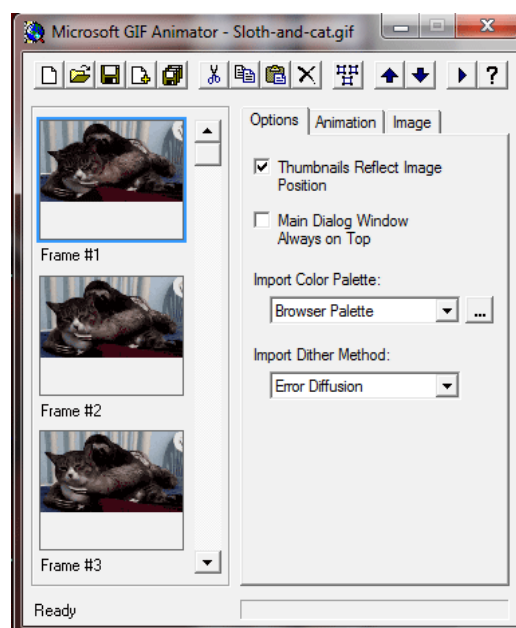 Microsoft GIF Animator - Sloth-and-cat.gif
Options
Animation
Image
Thumbnails Reflect Image
Position
Main Dialog Window
Always on Top
Import Color Palette:
Browser Palette
...
Import Dither Method:
Error Diffusion
Frame #1
Frame #2
Frame #3
Ready